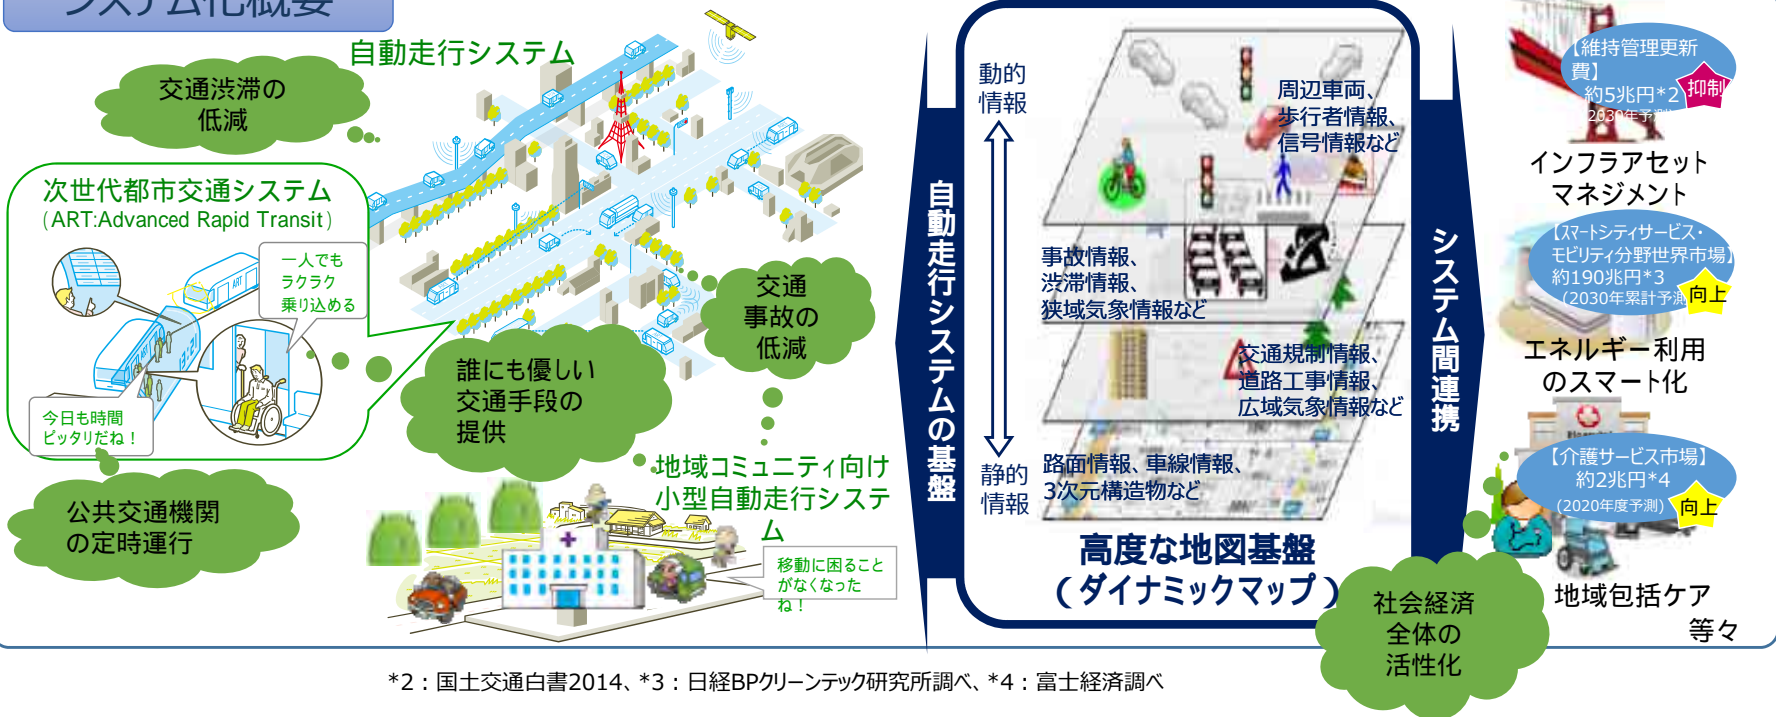 システム化概要
自動走行システム
交通渋滞の
低減
次世代都市交通システム
(ART:Advanced Rapid Transit)
一人でも
ラクラク
乗り込める
ART
今日も時間
ピッタリだね！
公共交通機関
の定時運行
誰にも優しい
交通手段の
提供
交通
事故の
低減
地域コミュニティ向け
小型自動走行システ
ム
移動に困ること
がなくなった
ね！
自動走行システムの基盤
動的
情報
静的
情報
周辺車両、
歩行者情報、
信号情報など
事故情報、
渋滞情報、
狭域気象情報など
交通規制情報、
道路工事情報、
広域気象情報など
路面情報、車線情報、
3次元構造物など
高度な地図基盤
（ダイナミックマップ）
システム間連携
【維持管理更新
費】
約5兆円*2
抑制
(2030年予測)
インフラアセット
マネジメント
【スマートシティサービス・
モビリティ分野世界市場】
約190兆円*3
(2030年累計予測)
向上
エネルギー利用
のスマート化
【介護サービス市場】
約2兆円*4
(2020年度予測)
向上
地域包括ケア
等々
社会経済
全体の
活性化
*2：国土交通白書2014、*3：日経BPクリーンテック研究所調べ、*4：富士経済調べ